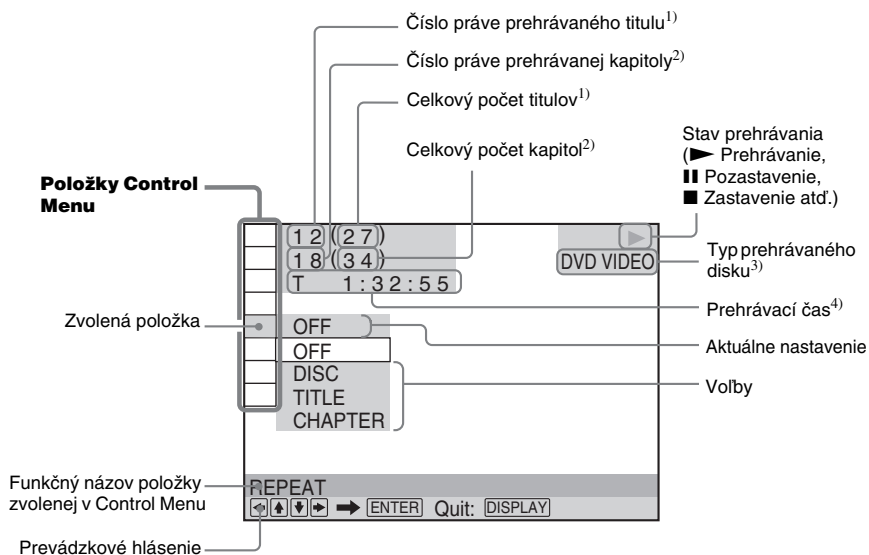 Číslo práve prehrávaného titulu1)
Číslo práve prehrávanej kapitoly2)
Celkový počet titulov1)
Celkový počet kapitol2)
Stav prehrávania
(► Prehrávanie,
▮▮ Pozastavenie,
■ Zastavenie atď.)
Položky Control
Menu
12(27)
18(34)
T 1:32:55
►
DVD VIDEO
Typ prehrávaného
disku3)
Prehrávací čas4)
Zvolená položka
OFF
Aktuálne nastavenie
OFF
DISC
TITLE
CHAPTER
Voľby
Funkčný názov položky
zvolenej v Control Menu
REPEAT
←↑↓→ ➡ ENTER Quit: DISPLAY
Prevádzkové hlásenie